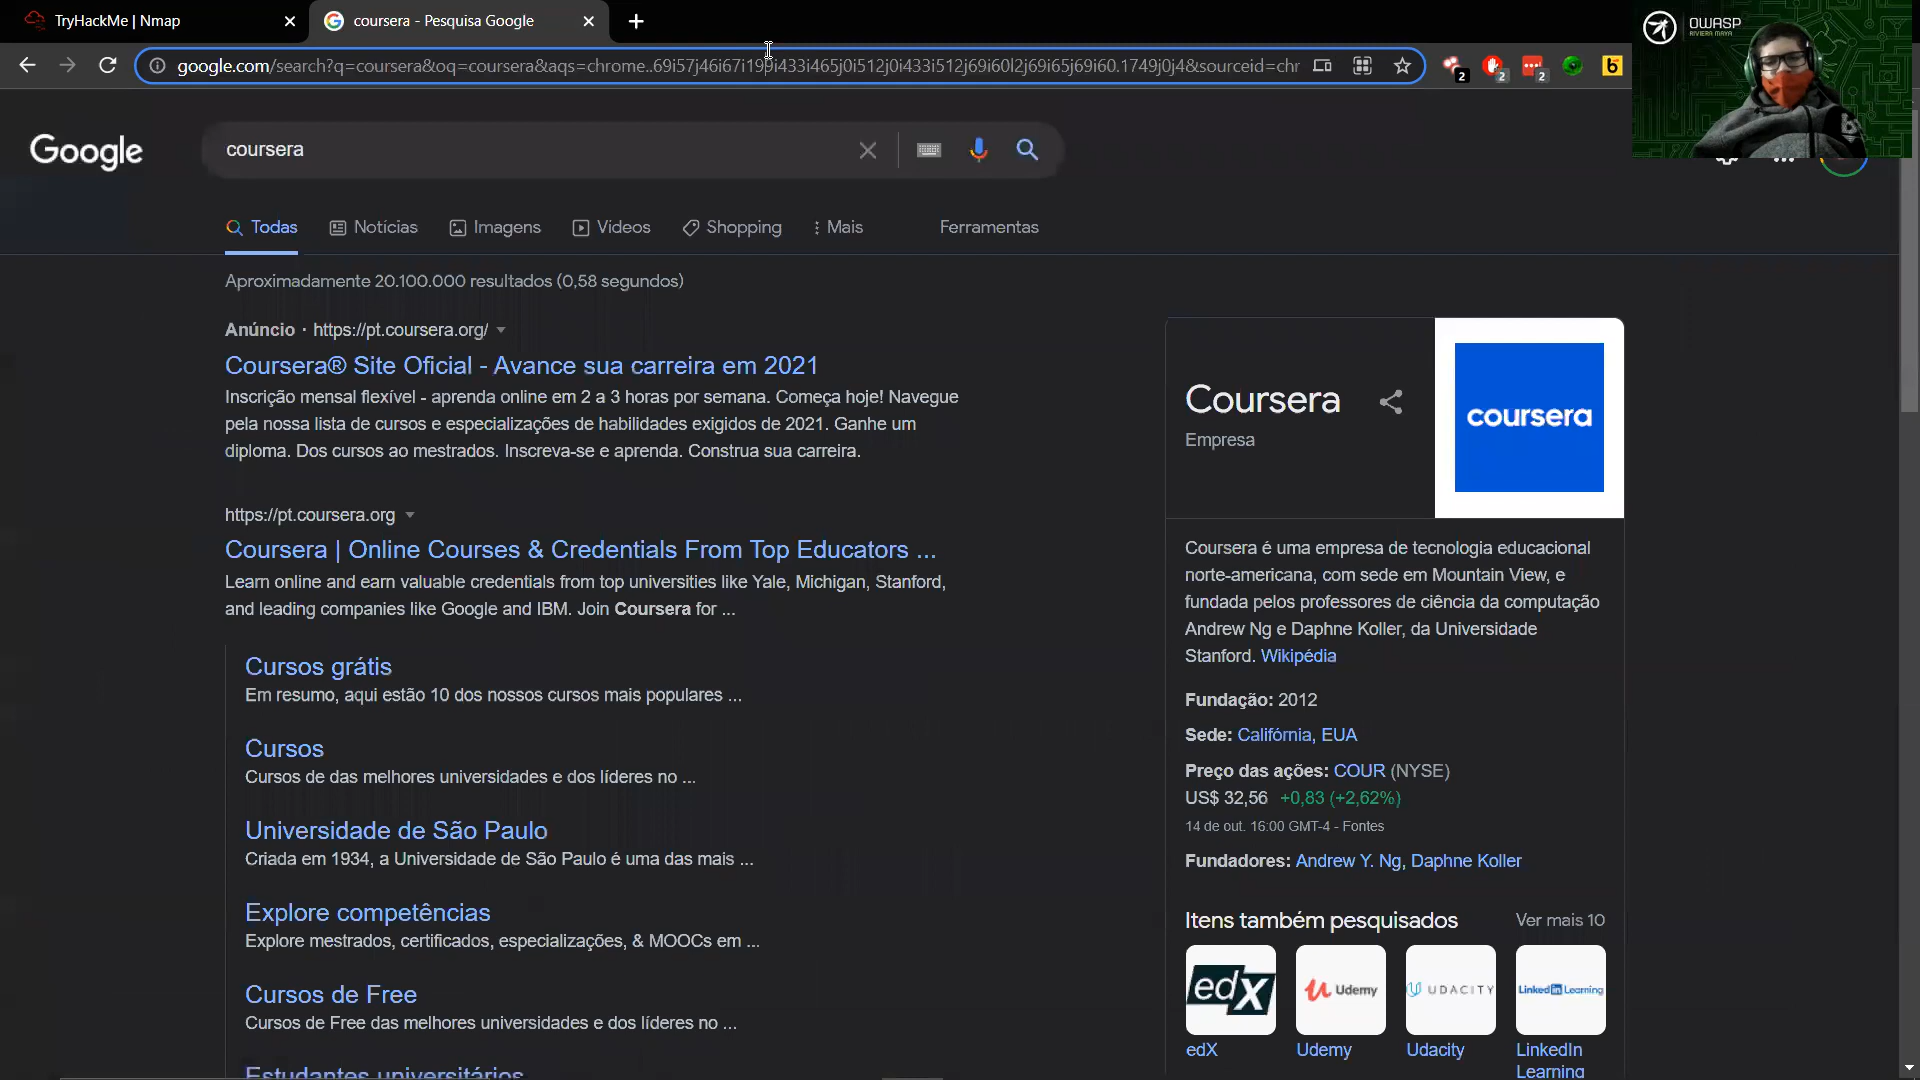 TryHackMe | Nmap
coursera - Pesquisa Google
google.com/search?q=coursera&oq=coursera&aqs=chrome..69i57j46i67i199i433i465j0i512j0i433i512j69i60l2j69i65j69i60.1749j0j4&sourceid=chr
2
2
2
OWASP
RIVIERA MAYA
Google
coursera
Todas
Notícias
Imagens
Videos
Shopping
Mais
Ferramentas
Aproximadamente 20.100.000 resultados (0,58 segundos)
Anúncio · https://pt.coursera.org/
Coursera® Site Oficial - Avance sua carreira em 2021
Inscrição mensal flexível - aprenda online em 2 a 3 horas por semana. Começa hoje! Navegue
pela nossa lista de cursos e especializações de habilidades exigidos de 2021. Ganhe um
diploma. Dos cursos ao mestrados. Inscreva-se e aprenda. Construa sua carreira.
https://pt.coursera.org
Coursera | Online Courses & Credentials From Top Educators ...
Learn online and earn valuable credentials from top universities like Yale, Michigan, Stanford,
and leading companies like Google and IBM. Join Coursera for ...
Cursos grátis
Em resumo, aqui estão 10 dos nossos cursos mais populares ...
Cursos
Cursos de das melhores universidades e dos líderes no ...
Universidade de São Paulo
Criada em 1934, a Universidade de São Paulo é uma das mais ...
Explore competências
Explore mestrados, certificados, especializações, & MOOCs em ...
Cursos de Free
Cursos de Free das melhores universidades e dos líderes no ...
Estudantes universitários
Coursera
Empresa
coursera
Coursera é uma empresa de tecnologia educacional
norte-americana, com sede em Mountain View, e
fundada pelos professores de ciência da computação
Andrew Ng e Daphne Koller, da Universidade
Stanford. Wikipédia
Fundação: 2012
Sede: Califórnia, EUA
Preço das ações: COUR (NYSE)
US$ 32,56 +0,83 (+2,62%)
14 de out. 16:00 GMT-4 - Fontes
Fundadores: Andrew Y. Ng, Daphne Koller
Itens também pesquisados
Ver mais 10
edX
Udemy
UDACITY
Linked in Learning
edX
Udemy
Udacity
LinkedIn
Learning